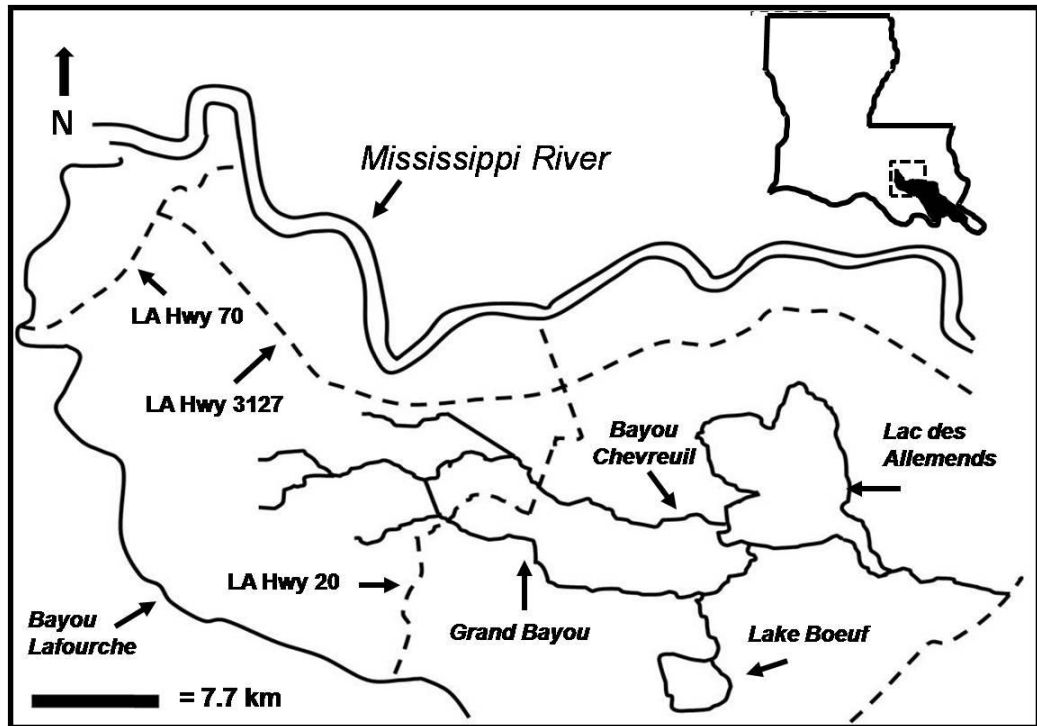 N
Mississippi River
LA Hwy 70
LA Hwy 3127
Bayou
Chevreuil
Lac des
Allemends
LA Hwy 20
Bayou
Lafourche
Grand Bayou
Lake Boeuf
= 7.7 km